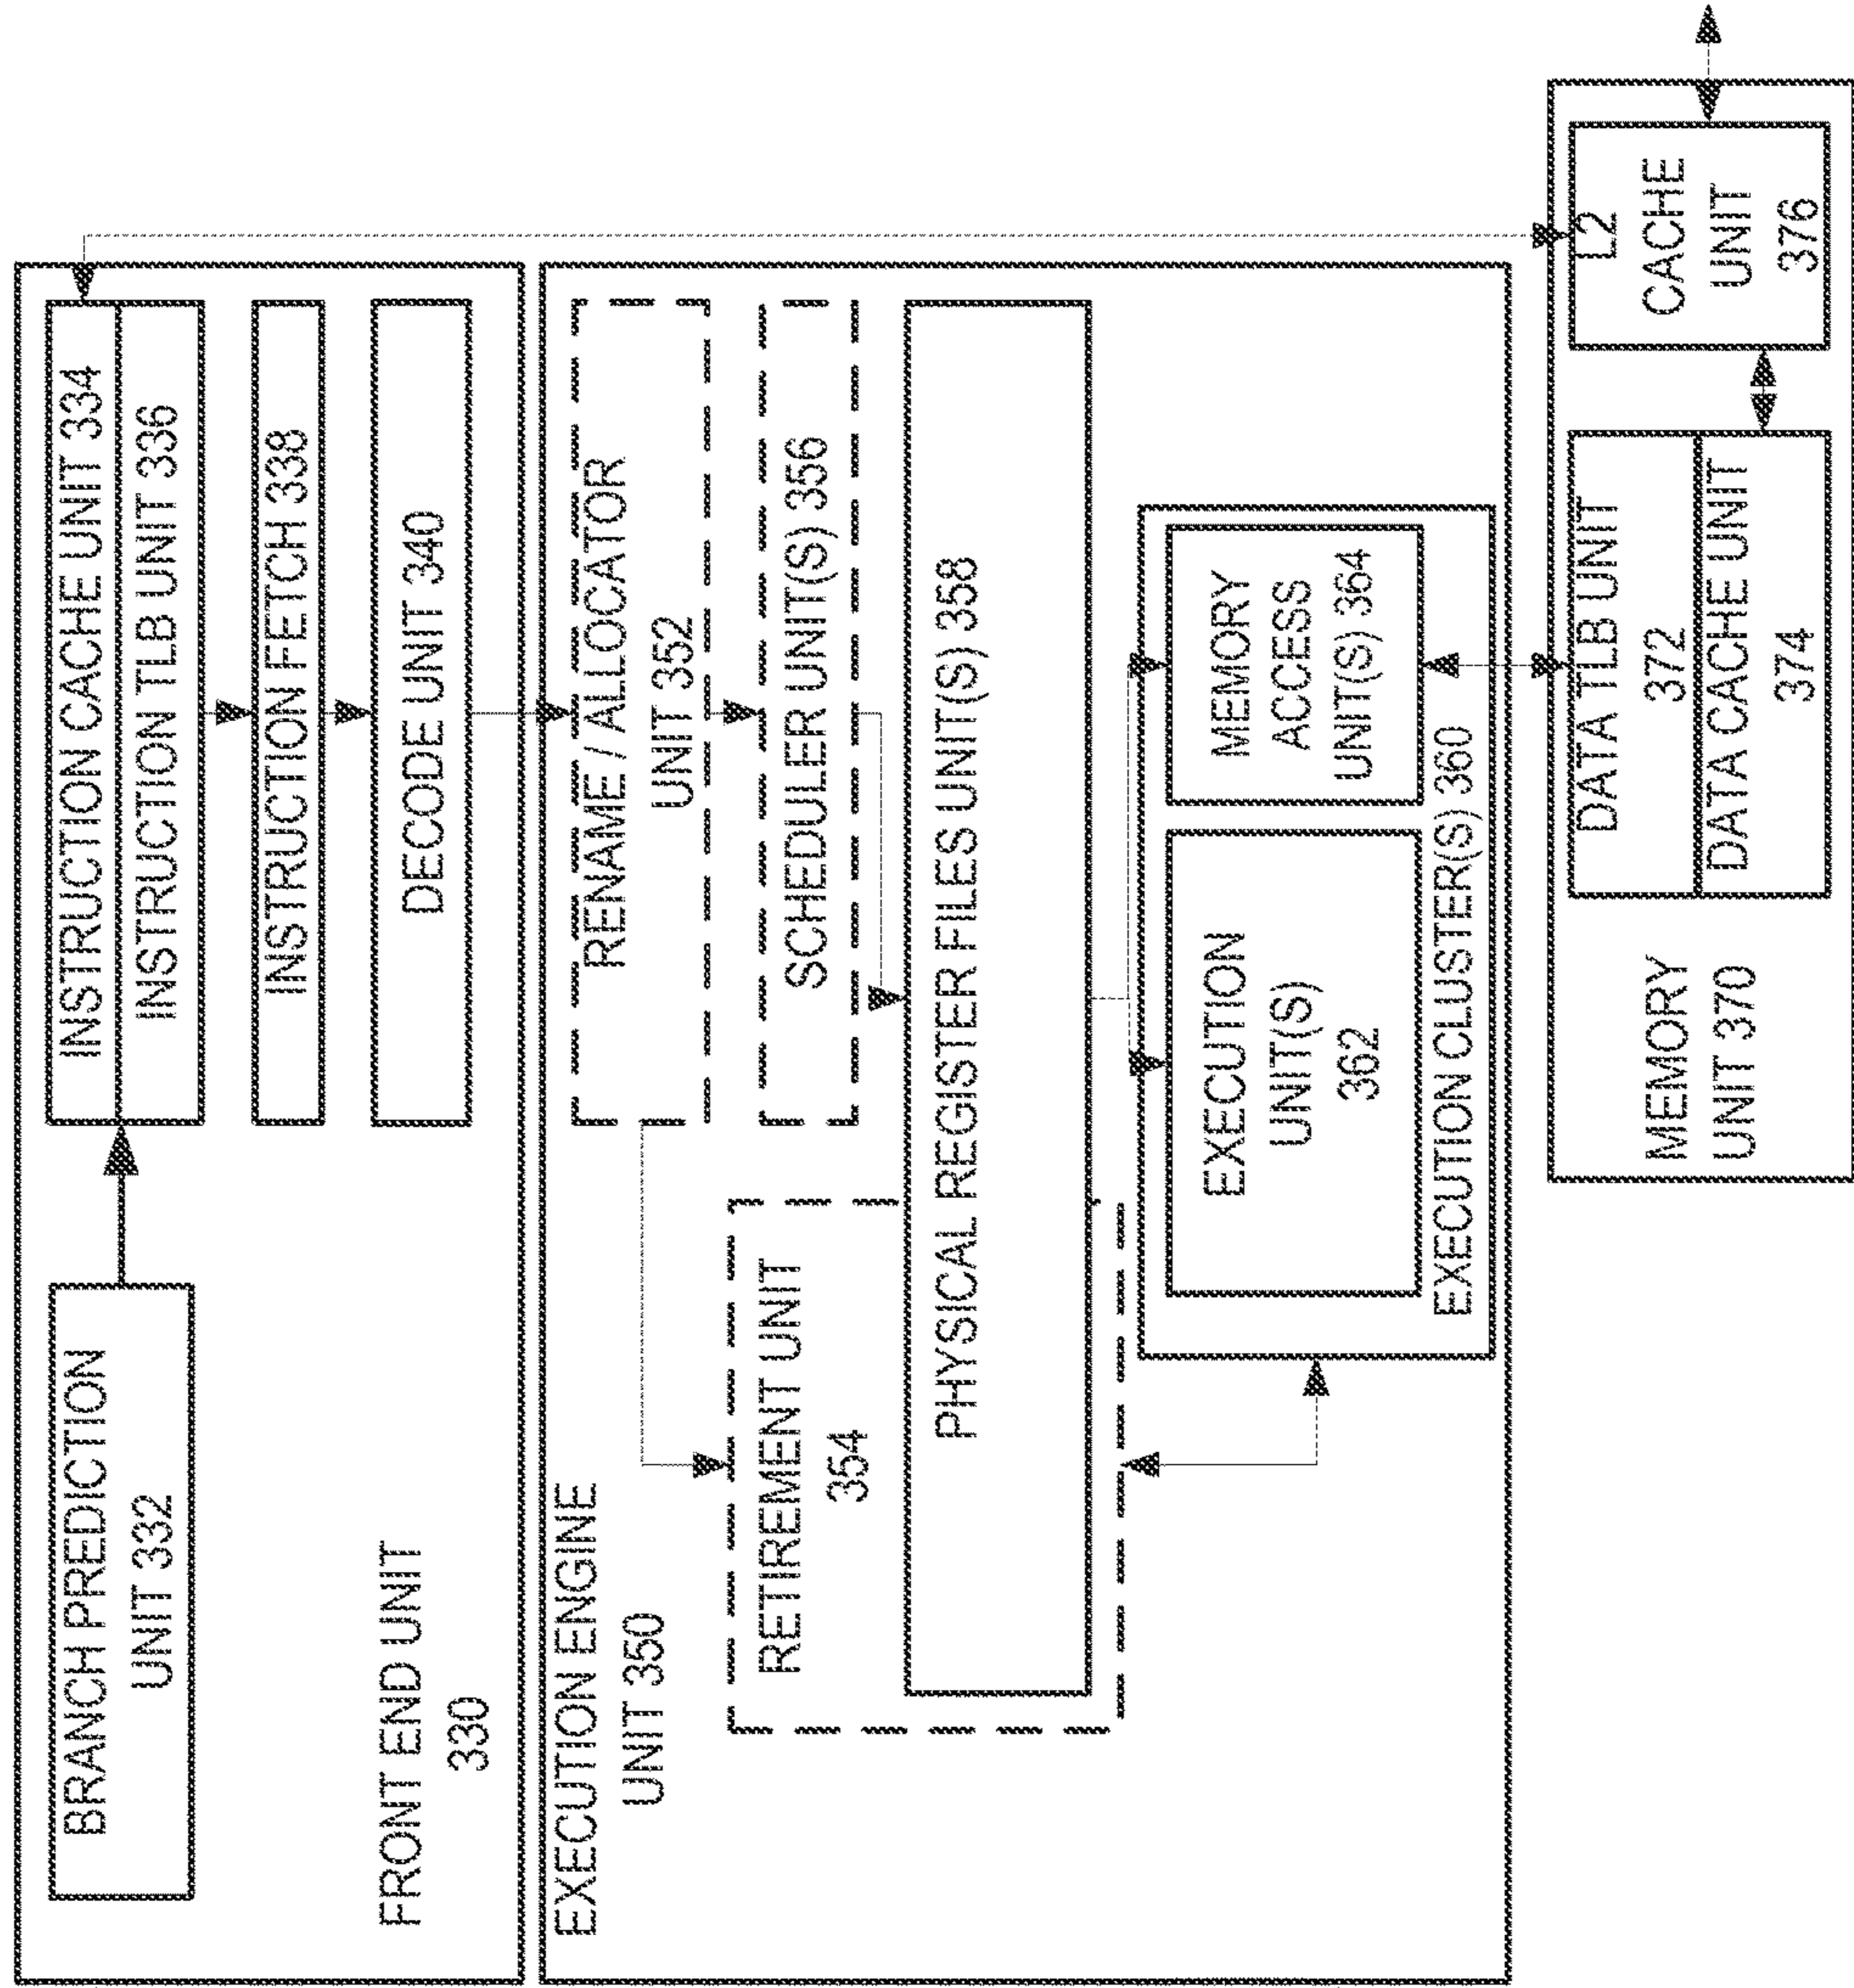 BRANCH PREDICTION
UNIT 332
INSTRUCTION CACHE UNIT 334
INSTRUCTION TLB UNIT 336
INSTRUCTION FETCH 338
DECODE UNIT 340
FRONT END UNIT
330
EXECUTION ENGINE
UNIT 350
RENAME / ALLOCATOR
UNIT 352
RETIREMENT UNIT
354
SCHEDULER UNIT(S) 356
PHYSICAL REGISTER FILES UNIT(S) 358
EXECUTION
UNIT(S)
362
MEMORY
ACCESS
UNIT(S) 364
EXECUTION CLUSTER(S) 360
MEMORY
UNIT 370
DATA TLB UNIT
372
DATA CACHE UNIT
374
L2
CACHE
UNIT
376